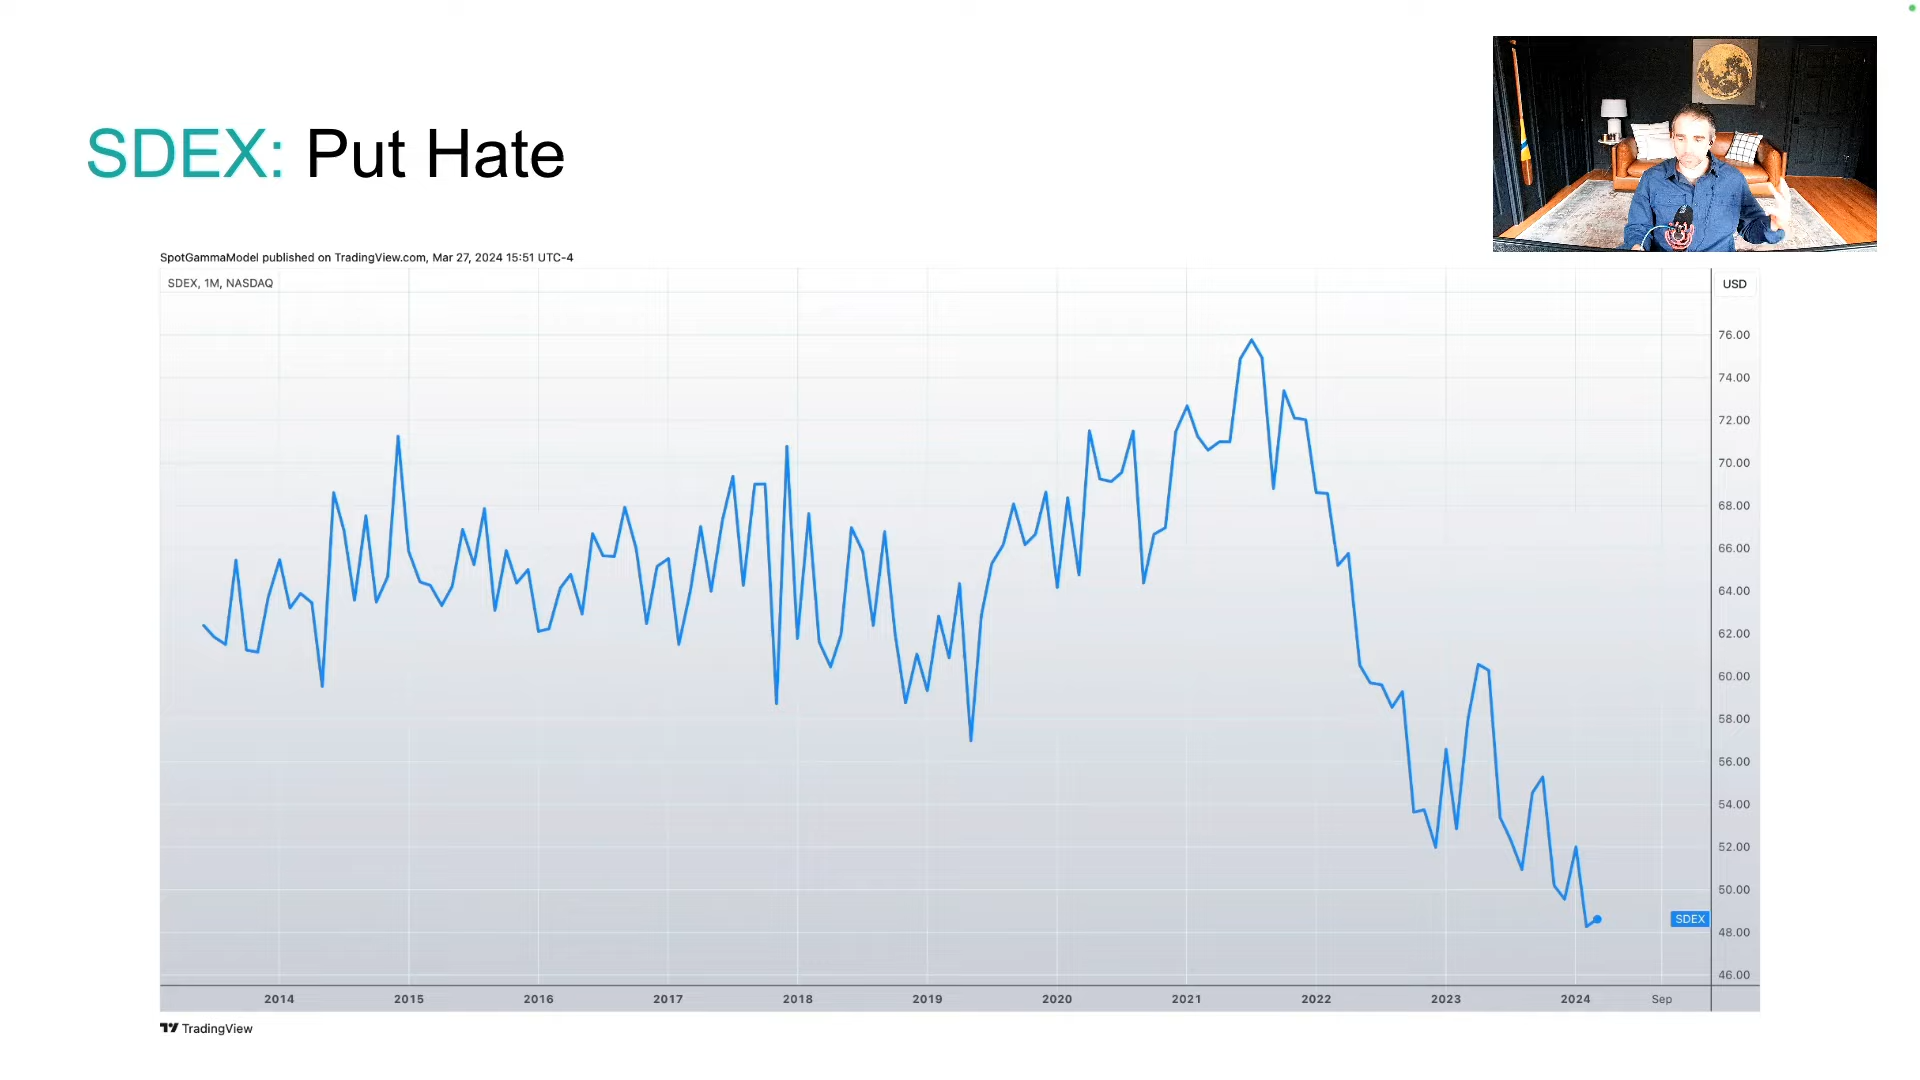 SDEX: Put Hate
SpotGammaModel published on TradingView.com, Mar 27, 2024 15:51 UTC-4
SDEX, 1M, NASDAQ
USD
76.00
74.00
72.00
70.00
68.00
66.00
64.00
62.00
60.00
58.00
56.00
54.00
52.00
50.00
SDEX
48.00
46.00
2014 2015 2016 2017 2018 2019 2020 2021 2022 2023 2024 Sep
TradingView